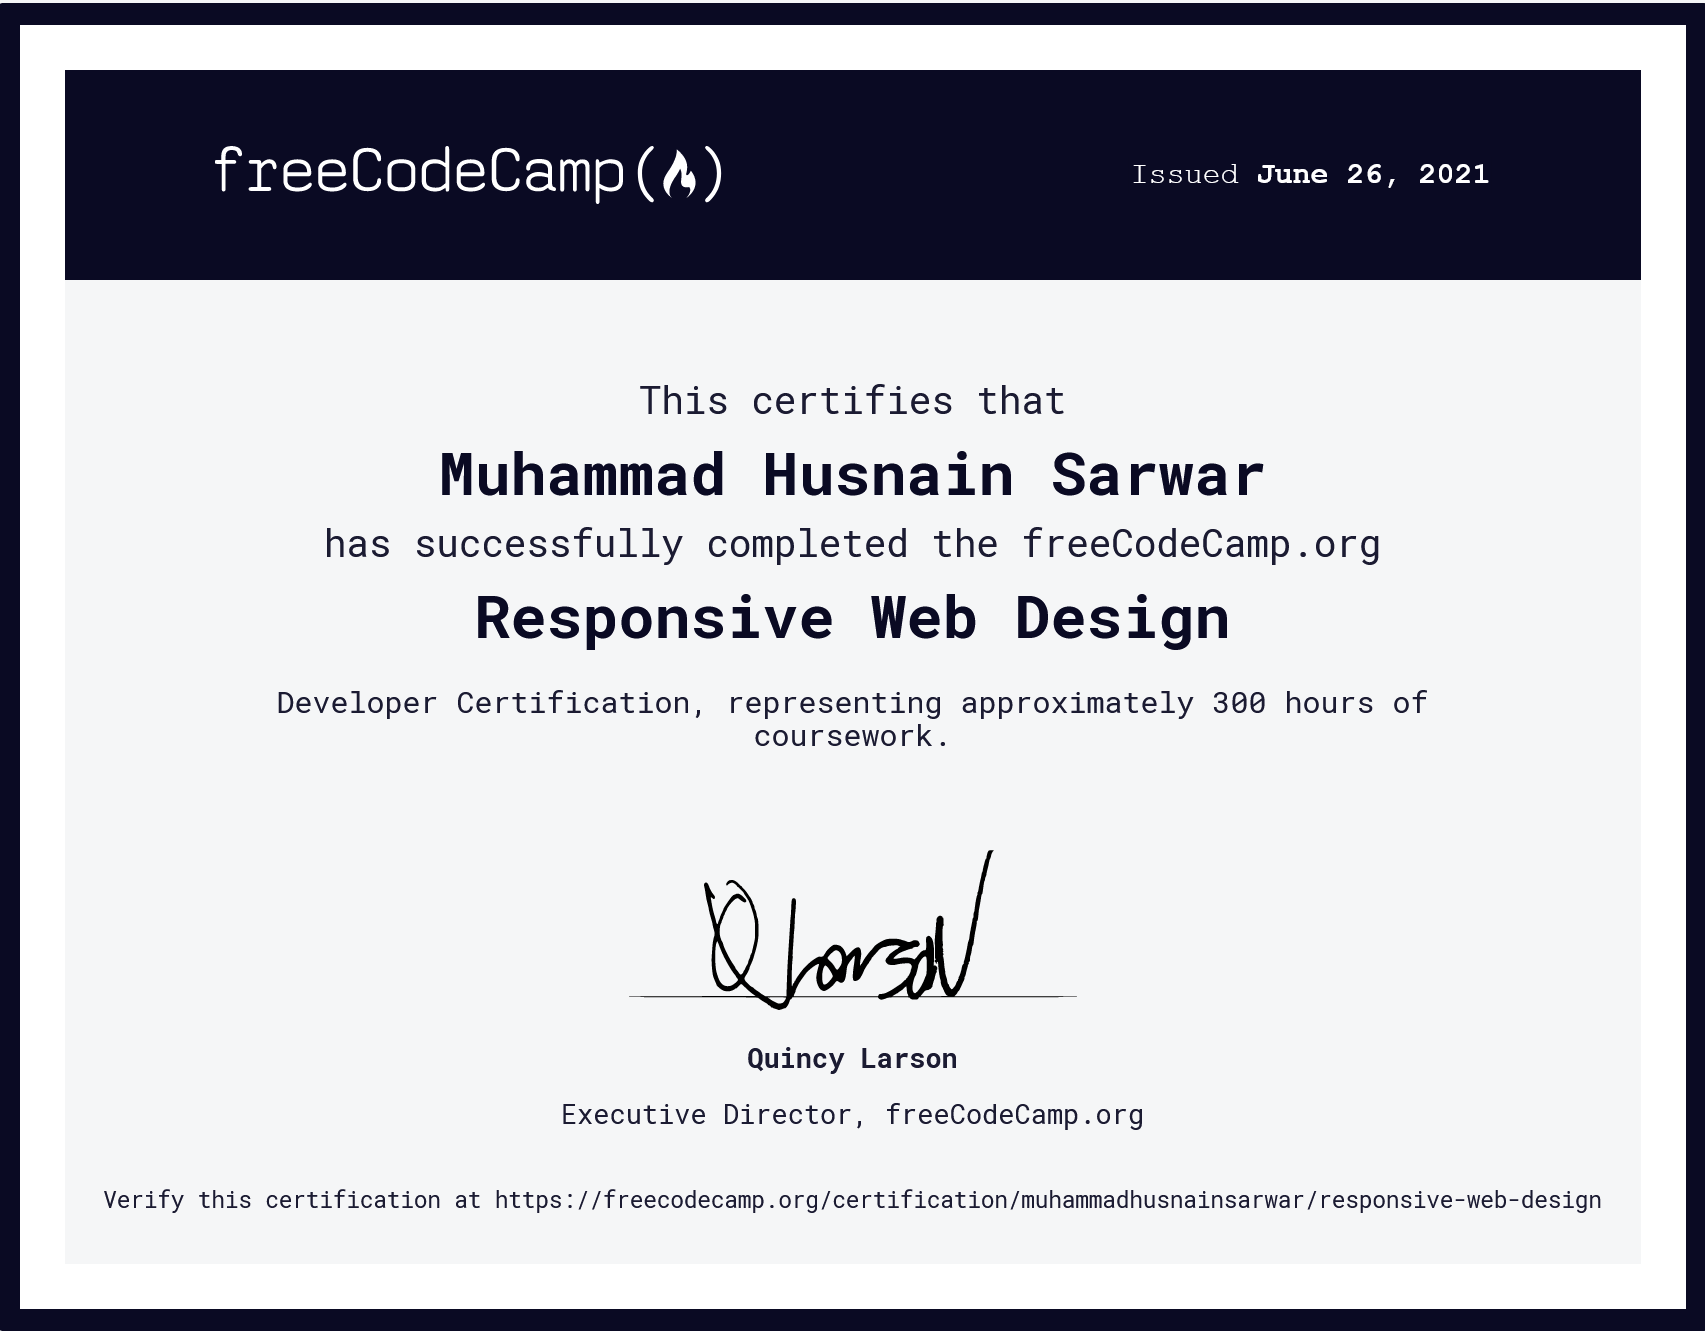 freeCodeCamp(🔥)
Issued June 26, 2021
This certifies that
Muhammad Husnain Sarwar
has successfully completed the freeCodeCamp.org
Responsive Web Design
Developer Certification, representing approximately 300 hours of
coursework.
Q Larson
Quincy Larson
Executive Director, freeCodeCamp.org
Verify this certification at https://freecodecamp.org/certification/muhammadhusnainsarwar/responsive-web-design